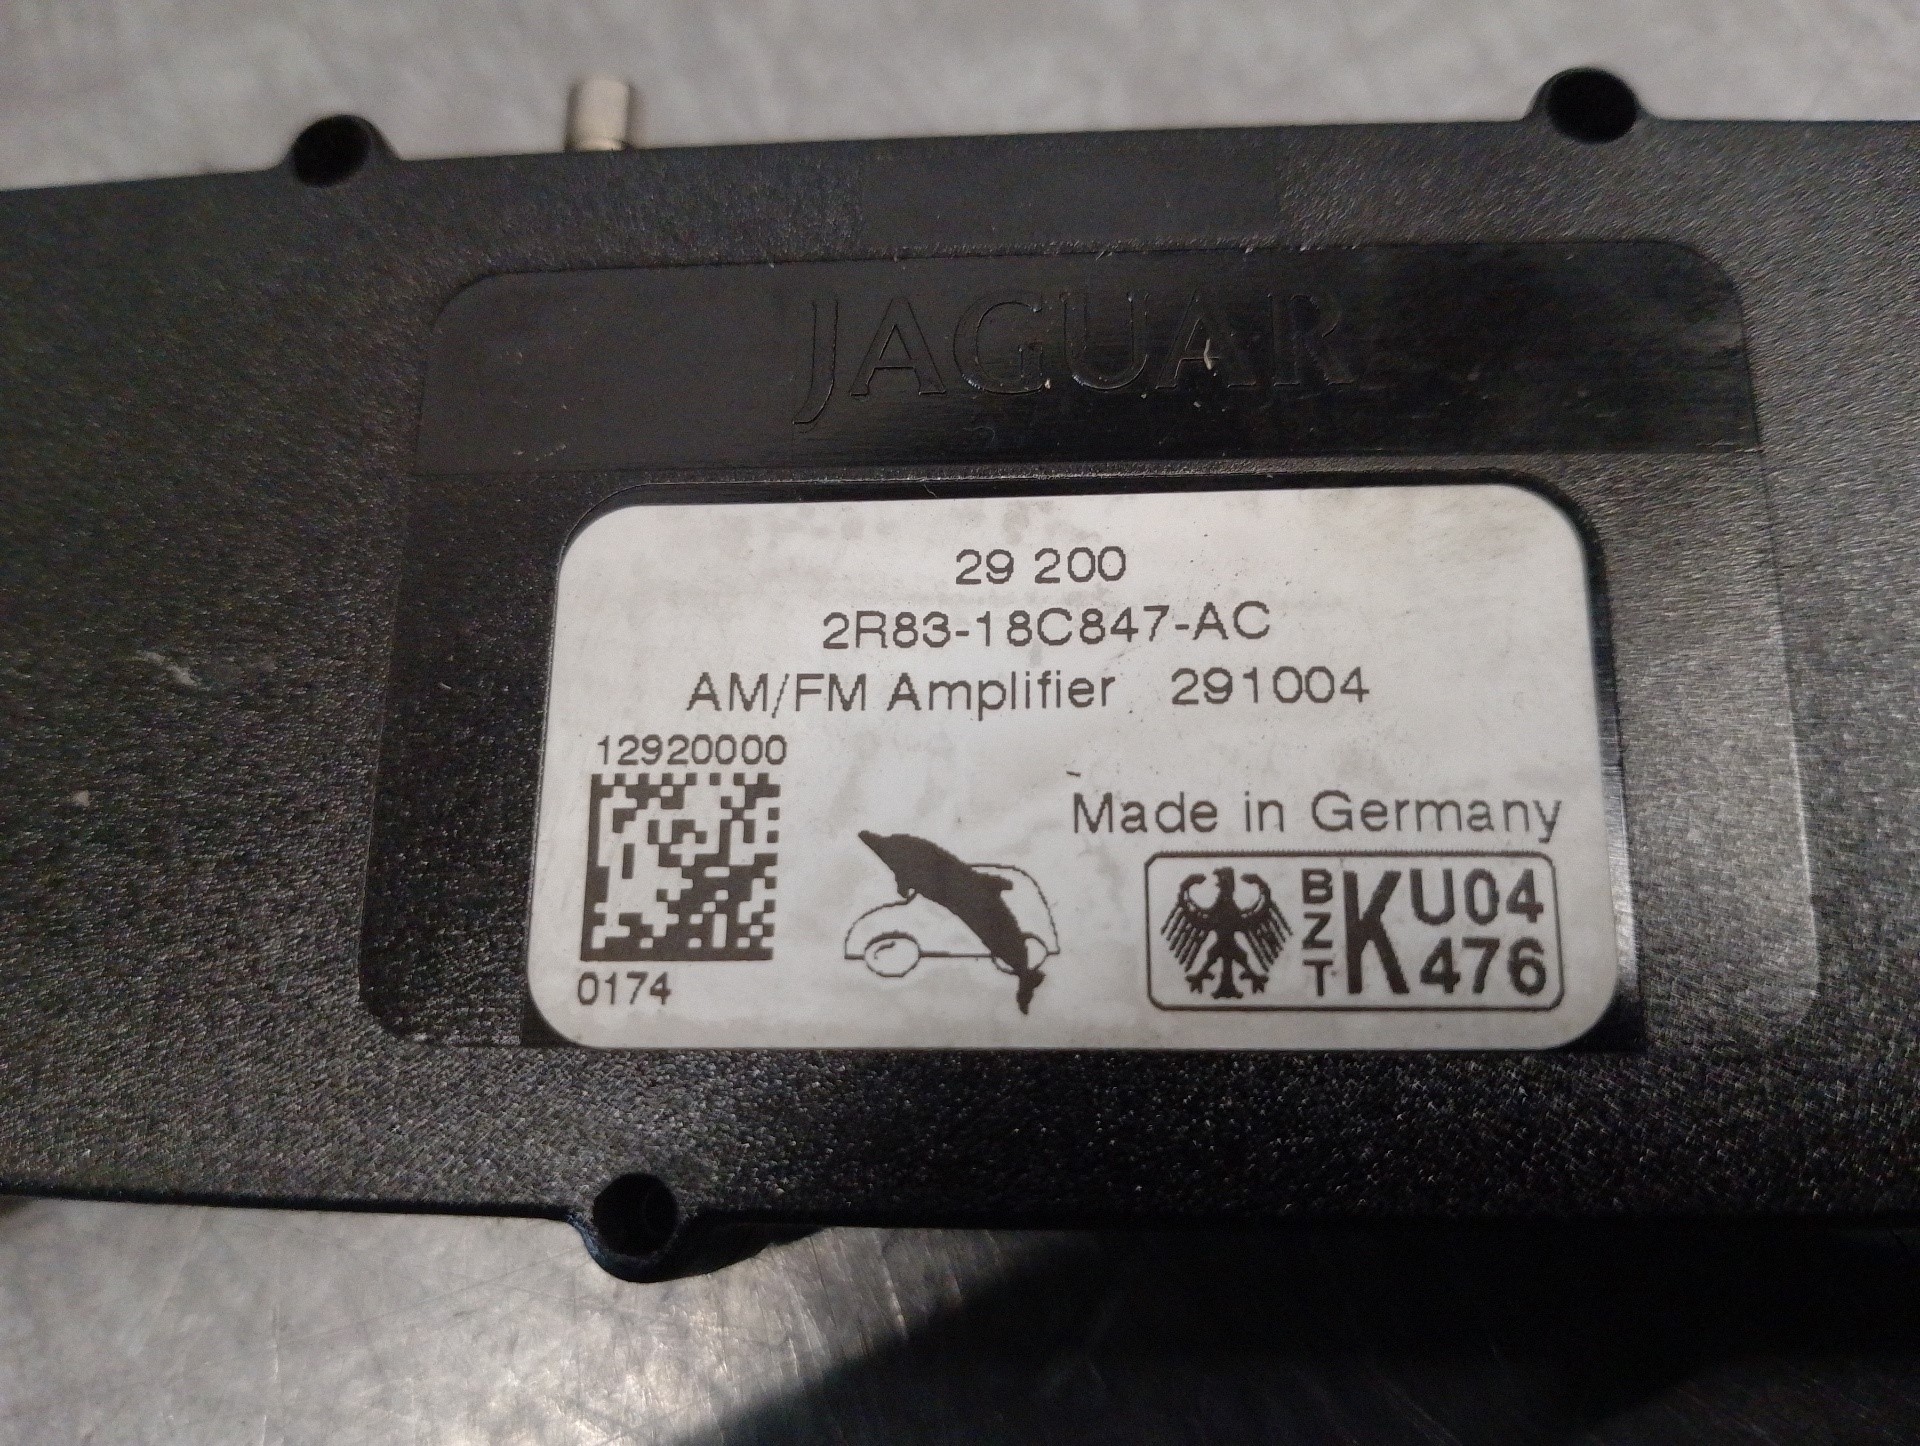 JAGUAR
29 200
2R83-18C847-AC
AM/FM Amplifier 291004
12920000
Made in Germany
BZT K U04 476
0174